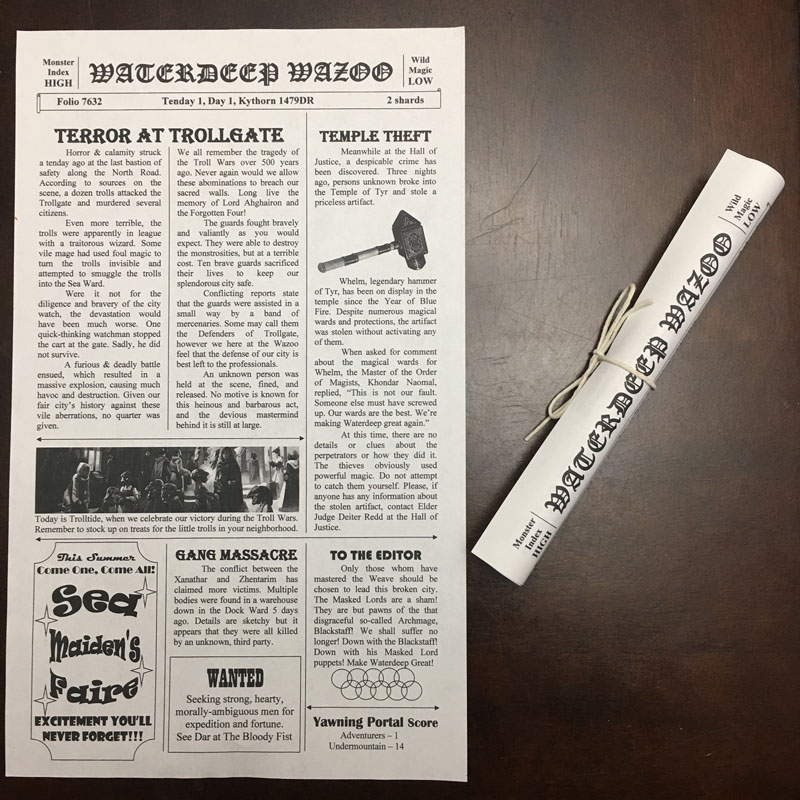 Monster
Index
HIGH
WATERDEEP WAZOO
Wild
Magic
LOW
Folio 7632
Tenday 1, Day 1, Kythorn 1479DR
2 shards
TERROR AT TROLLGATE
Horror & calamity struck
a tenday ago at the last bastion of
safety along the North Road.
According to sources on the
scene, a dozen trolls attacked the
Trollgate and murdered several
citizens.
Even more terrible, the
trolls were apparently in league
with a traitorous wizard. Some
vile mage had used foul magic to
turn the trolls invisible and
attempted to smuggle the trolls
into the Sea Ward.
Were it not for the
diligence and bravery of the city
watch, the devastation would
have been much worse. One
quick-thinking watchman stopped
the cart at the gate. Sadly, he did
not survive.
A furious & deadly battle
ensued, which resulted in a
massive explosion, causing much
havoc and destruction. Given our
fair city's history against these
vile aberrations, no quarter was
given.
We all remember the tragedy of
the Troll Wars over 500 years
ago. Never again would we allow
these abominations to breach our
sacred walls. Long live the
memory of Lord Ahghairon and
the Forgotten Four!
The guards fought bravely
and valiantly as you would
expect. They were able to destroy
the monstrosities, but at a terrible
cost. Ten brave guards sacrificed
their lives to keep our
splendorous city safe.
Conflicting reports state
that the guards were assisted in a
small way by a band of
mercenaries. Some may call them
the Defenders of Trollgate,
however we here at the Wazoo
feel that the defense of our city is
best left to the professionals.
An unknown person was
held at the scene, fined, and
released. No motive is known for
this heinous and barbarous act,
and the devious mastermind
behind it is still at large.
TEMPLE THEFT
Meanwhile at the Hall of
Justice, a despicable crime has
been discovered. Three nights
ago, persons unknown broke into
the Temple of Tyr and stole a
priceless artifact.
Whelm, legendary hammer
of Tyr, has been on display in the
temple since the Year of Blue
Fire. Despite numerous magical
wards and protections, the artifact
was stolen without activating any
of them.
When asked for comment
about the magical wards for
Whelm, the Master of the Order
of Magists, Khondar Naomal,
replied, "This is not our fault.
Someone else must have screwed
up. Our wards are the best. We're
making Waterdeep great again."
At this time, there are no
details or clues about the
perpetrators or how they did it.
The thieves obviously used
powerful magic. Do not attempt
to catch them yourself. Please, if
anyone has any information about
the stolen artifact, contact Elder
Judge Deiter Redd at the Hall of
Justice.
Today is Trolltide, when we celebrate our victory during the Troll Wars.
Remember to stock up on treats for the little trolls in your neighborhood.
This Summer
Come One, Come All!
Sea
Maiden's
Faire
EXCITEMENT YOU'LL
NEVER FORGET!!!
GANG MASSACRE
The conflict between the
Xanathar and Zhentarim has
claimed more victims. Multiple
bodies were found in a warehouse
down in the Dock Ward 5 days
ago. Details are sketchy but it
appears that they were all killed
by an unknown, third party.
WANTED
Seeking strong, hearty,
morally-ambiguous men for
expedition and fortune.
See Dar at The Bloody Fist
TO THE EDITOR
Only those whom have
mastered the Weave should be
chosen to lead this broken city.
The Masked Lords are a sham!
They are but pawns of the that
disgraceful so-called Archmage,
Blackstaff! We shall suffer no
longer! Down with the Blackstaff!
Down with his Masked Lord
puppets! Make Waterdeep Great!
Yawning Portal Score
Adventurers – 1
Undermountain – 14
Monster
Index
HIGH
WATERDEEP WAZOO
Wild
Magic
LOW